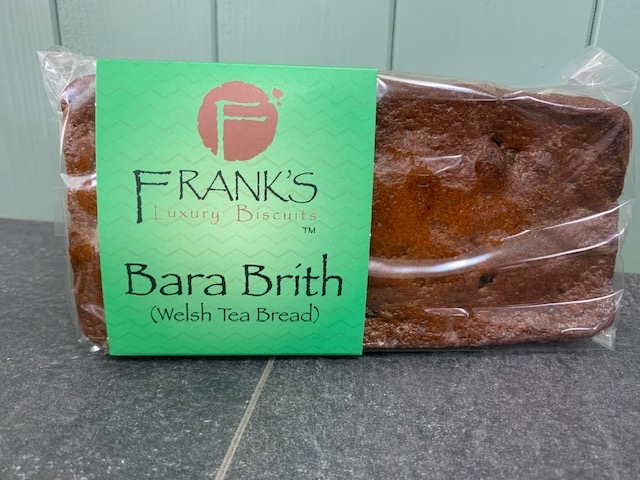 F
FRANK'S
Luxury Biscuits
™
Bara Brith
(Welsh Tea Bread)